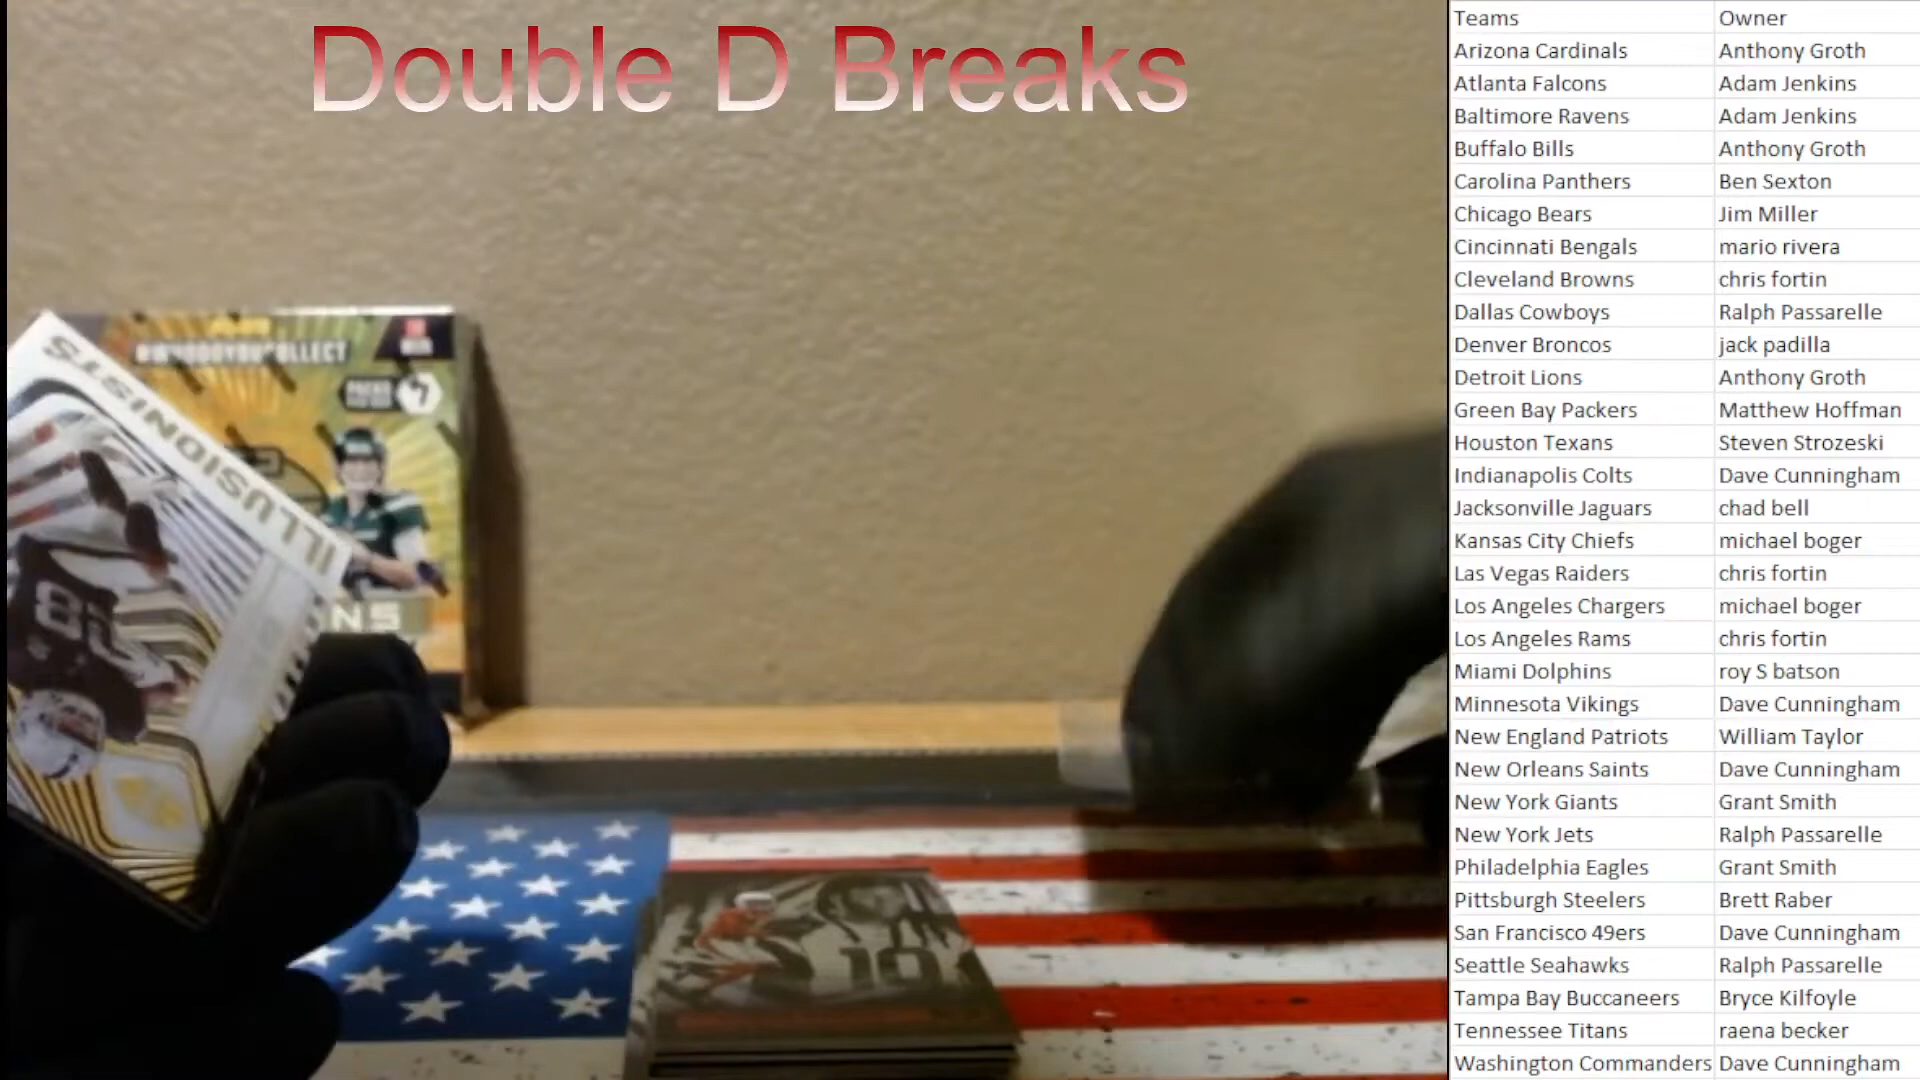 Double D Breaks
#WHODOYOUCOLLECT
7
ILLUSIONISTS
NS
10
Teams Owner
Arizona Cardinals Anthony Groth
Atlanta Falcons Adam Jenkins
Baltimore Ravens Adam Jenkins
Buffalo Bills Anthony Groth
Carolina Panthers Ben Sexton
Chicago Bears Jim Miller
Cincinnati Bengals mario rivera
Cleveland Browns chris fortin
Dallas Cowboys Ralph Passarelle
Denver Broncos jack padilla
Detroit Lions Anthony Groth
Green Bay Packers Matthew Hoffman
Houston Texans Steven Strozeski
Indianapolis Colts Dave Cunningham
Jacksonville Jaguars chad bell
Kansas City Chiefs michael boger
Las Vegas Raiders chris fortin
Los Angeles Chargers michael boger
Los Angeles Rams chris fortin
Miami Dolphins roy S batson
Minnesota Vikings Dave Cunningham
New England Patriots William Taylor
New Orleans Saints Dave Cunningham
New York Giants Grant Smith
New York Jets Ralph Passarelle
Philadelphia Eagles Grant Smith
Pittsburgh Steelers Brett Raber
San Francisco 49ers Dave Cunningham
Seattle Seahawks Ralph Passarelle
Tampa Bay Buccaneers Bryce Kilfoyle
Tennessee Titans raena becker
Washington Commanders Dave Cunningham